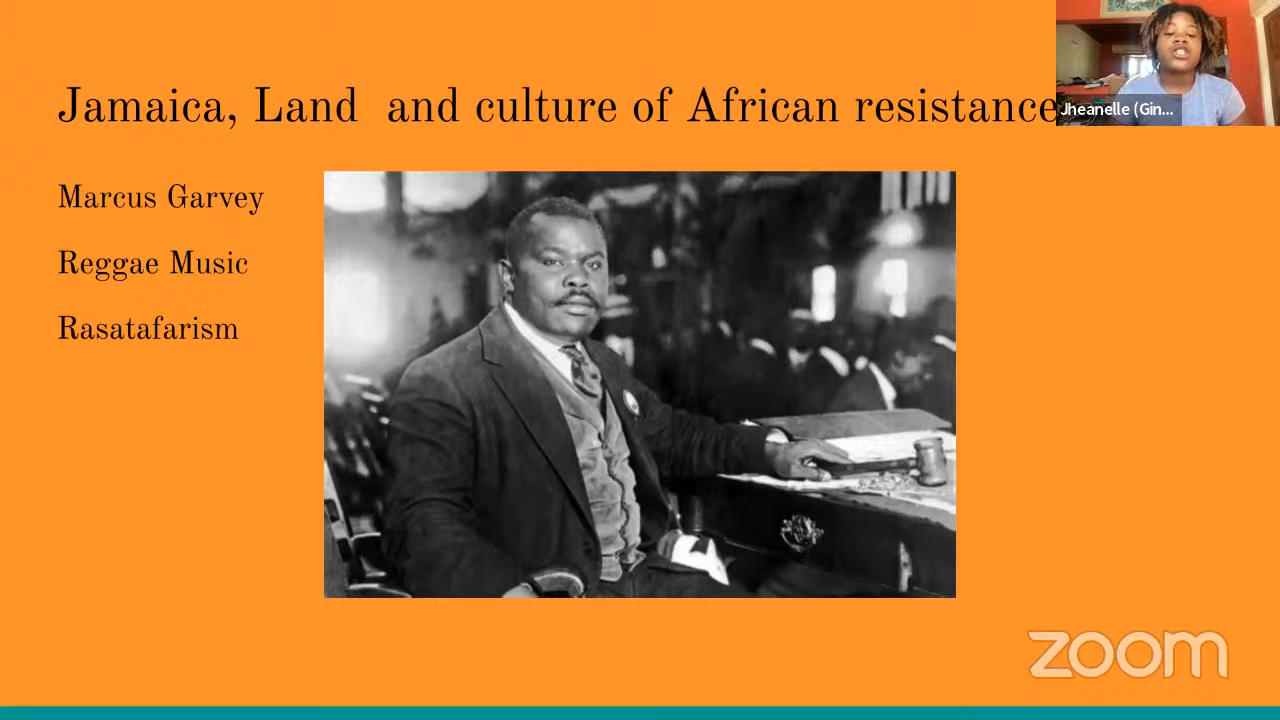 Jamaica, Land and culture of African resistance
Jheanelle (Gin...
Marcus Garvey
Reggae Music
Rasatafarism
zoom